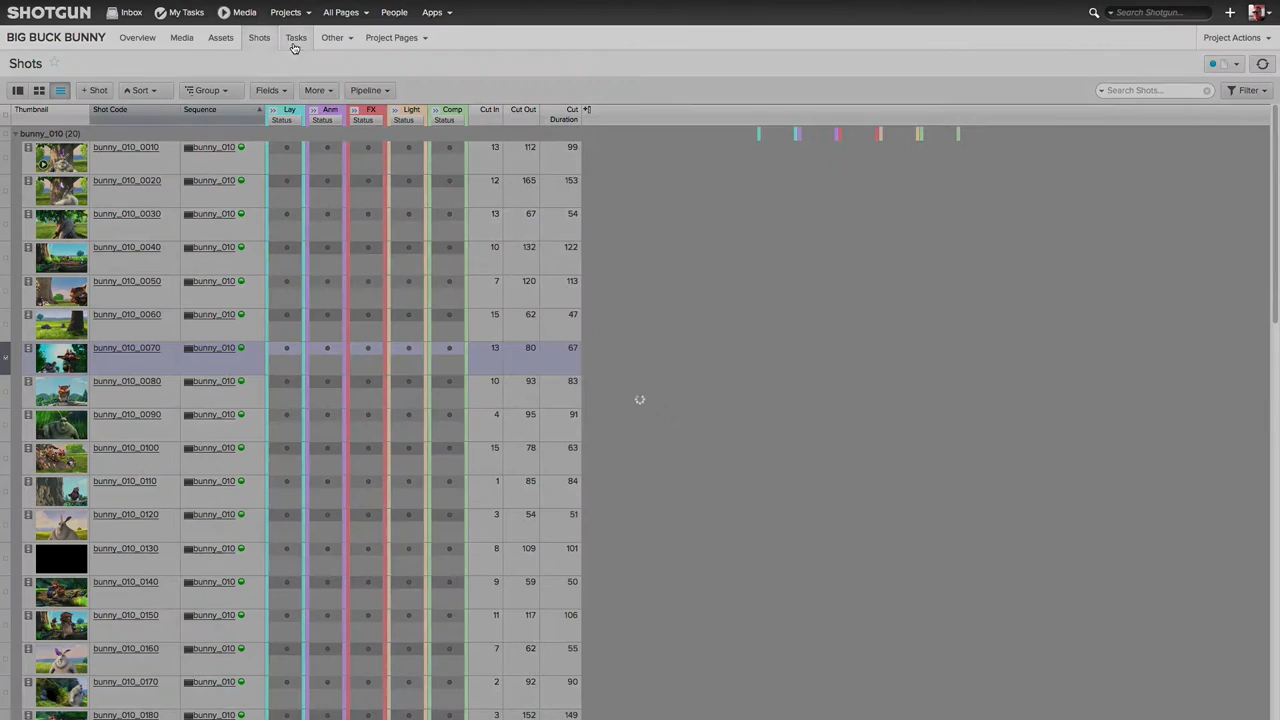 SHOTGUN Inbox My Tasks Media Projects All Pages People Apps Search Shotgun...
BIG BUCK BUNNY Overview Media Assets Shots Tasks Other Project Pages Project Actions
Shots
+ Shot Sort Group Fields More Pipeline Search Shots... Filter
Thumbnail Shot Code Sequence Lay Anm FX Light Comp Cut In Cut Out Cut Duration
Status Status Status Status Status
bunny_010 (20)
bunny_010_0010 bunny_010 13 112 99
bunny_010_0020 bunny_010 12 165 153
bunny_010_0030 bunny_010 13 67 54
bunny_010_0040 bunny_010 10 132 122
bunny_010_0050 bunny_010 7 120 113
bunny_010_0060 bunny_010 15 62 47
bunny_010_0070 bunny_010 13 80 67
bunny_010_0080 bunny_010 10 93 83
bunny_010_0090 bunny_010 4 95 91
bunny_010_0100 bunny_010 15 78 63
bunny_010_0110 bunny_010 1 85 84
bunny_010_0120 bunny_010 3 54 51
bunny_010_0130 bunny_010 8 109 101
bunny_010_0140 bunny_010 9 59 50
bunny_010_0150 bunny_010 11 117 106
bunny_010_0160 bunny_010 7 62 55
bunny_010_0170 bunny_010 2 92 90
bunny_010_0180 bunny_010 3 152 149